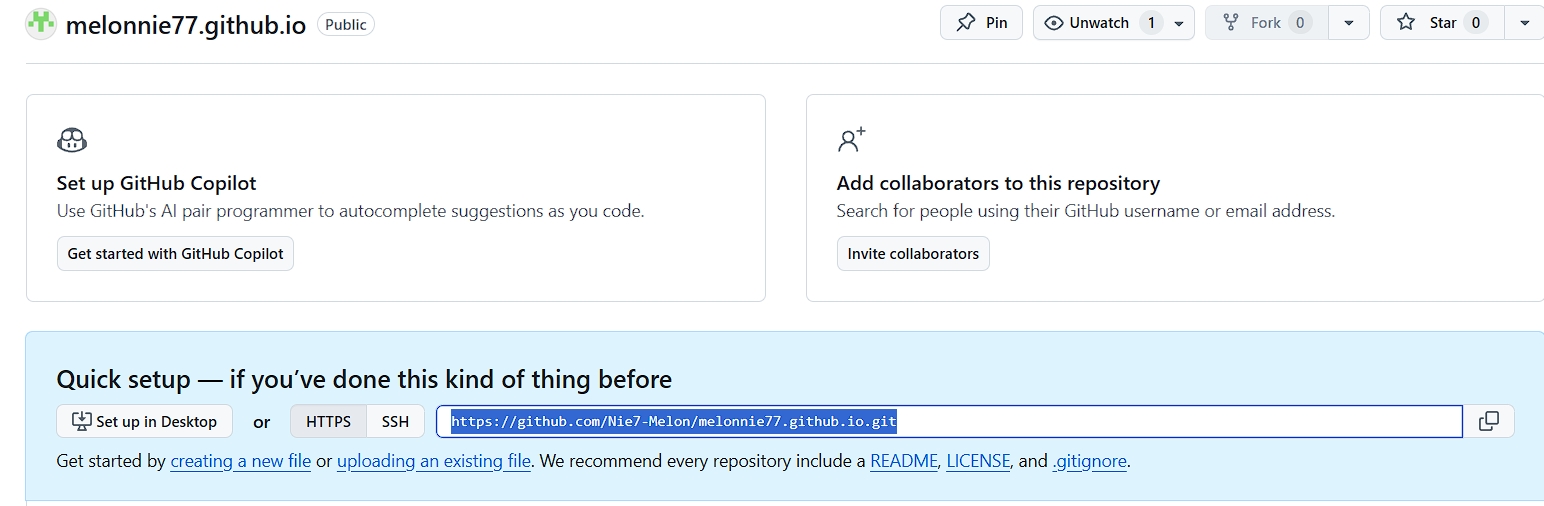 melonnie77.github.io Public Pin Unwatch 1 Fork 0 Star 0
Set up GitHub Copilot
Use GitHub's AI pair programmer to autocomplete suggestions as you code.
Get started with GitHub Copilot
Add collaborators to this repository
Search for people using their GitHub username or email address.
Invite collaborators
Quick setup — if you’ve done this kind of thing before
Set up in Desktop or HTTPS SSH https://github.com/Nie7-Melon/melonnie77.github.io.git
Get started by creating a new file or uploading an existing file. We recommend every repository include a README, LICENSE, and .gitignore.